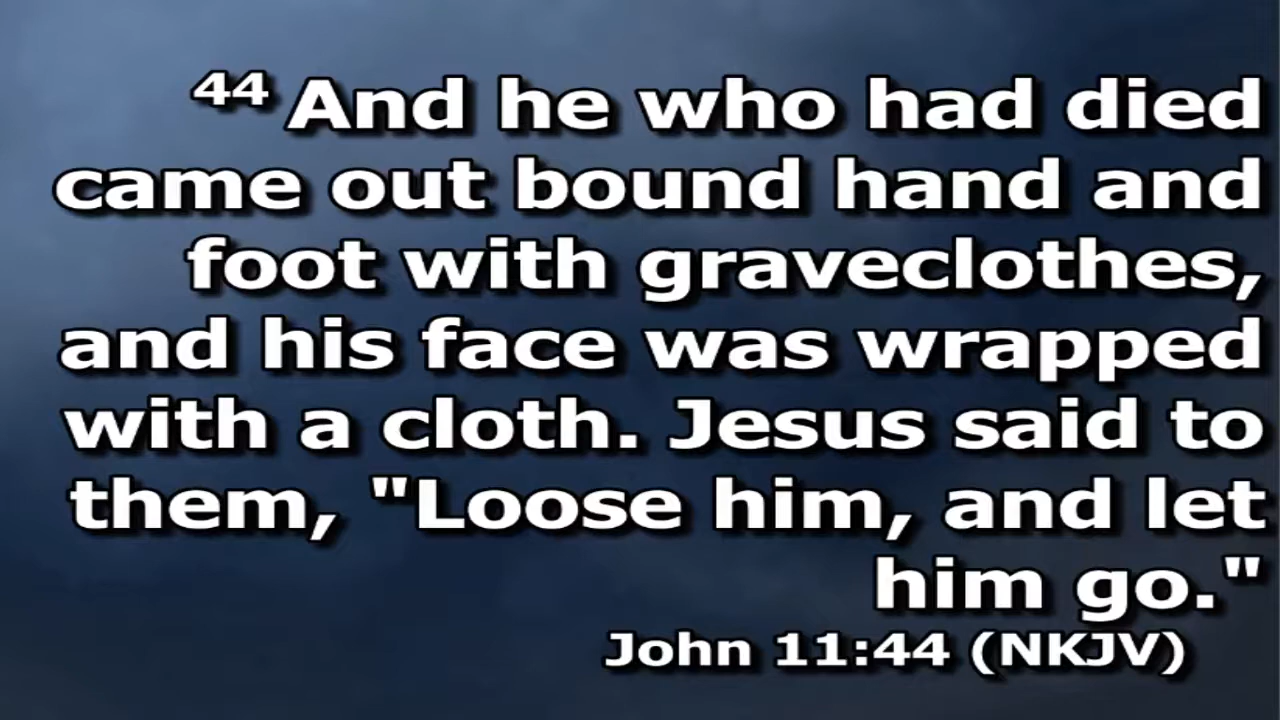 44 And he who had died
came out bound hand and
foot with graveclothes,
and his face was wrapped
with a cloth. Jesus said to
them, "Loose him, and let
him go."
John 11:44 (NKJV)